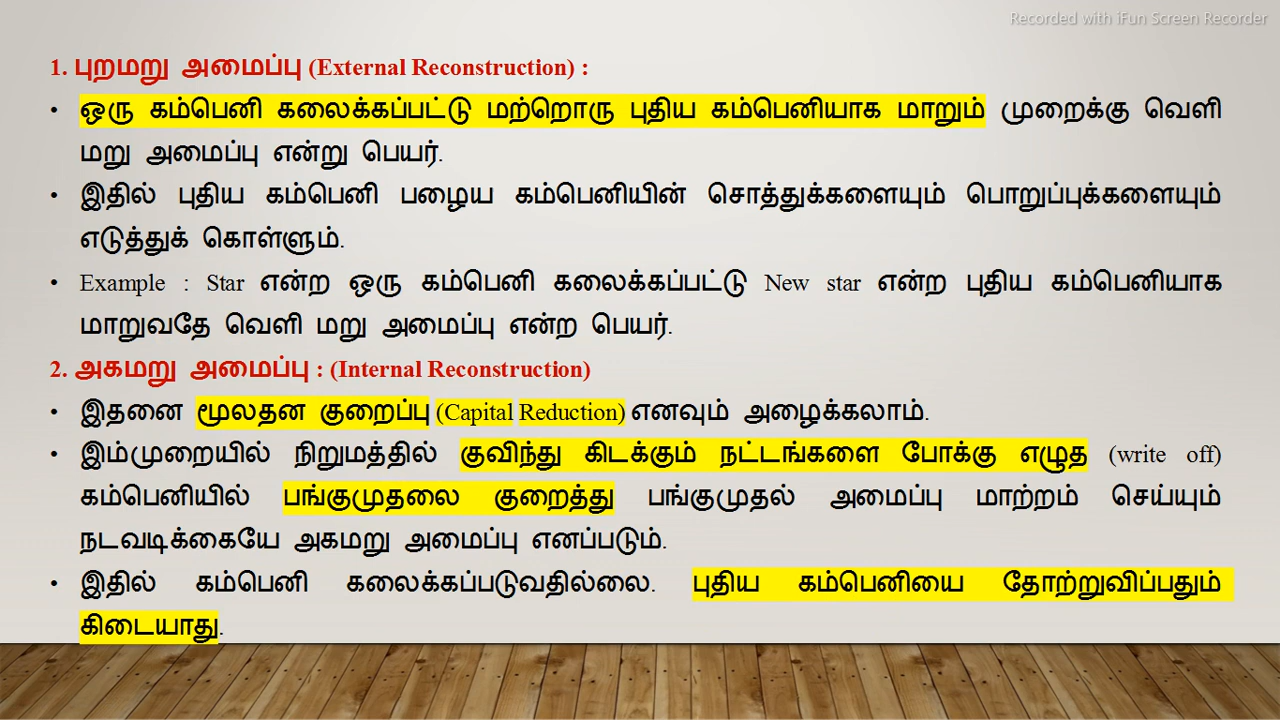 Recorded with iFun Screen Recorder
1. புறமறு அமைப்பு (External Reconstruction) :
• ஒரு கம்பெனி கலைக்கப்பட்டு மற்றொரு புதிய கம்பெனியாக மாறும் முறைக்கு வெளி
மறு அமைப்பு என்று பெயர்.
• இதில் புதிய கம்பெனி பழைய கம்பெனியின் சொத்துக்களையும் பொறுப்புக்களையும்
எடுத்துக் கொள்ளும்.
• Example : Star என்ற ஒரு கம்பெனி கலைக்கப்பட்டு New star என்ற புதிய கம்பெனியாக
மாறுவதே வெளி மறு அமைப்பு என்ற பெயர்.
2. அகமறு அமைப்பு : (Internal Reconstruction)
• இதனை மூலதன குறைப்பு (Capital Reduction) எனவும் அழைக்கலாம்.
• இம்முறையில் நிறுமத்தில் குவிந்து கிடக்கும் நட்டங்களை போக்கு எழுத (write off)
கம்பெனியில் பங்குமுதலை குறைத்து பங்குமுதல் அமைப்பு மாற்றம் செய்யும்
நடவடிக்கையே அகமறு அமைப்பு எனப்படும்.
• இதில் கம்பெனி கலைக்கப்படுவதில்லை. புதிய கம்பெனியை தோற்றுவிப்பதும்
கிடையாது.